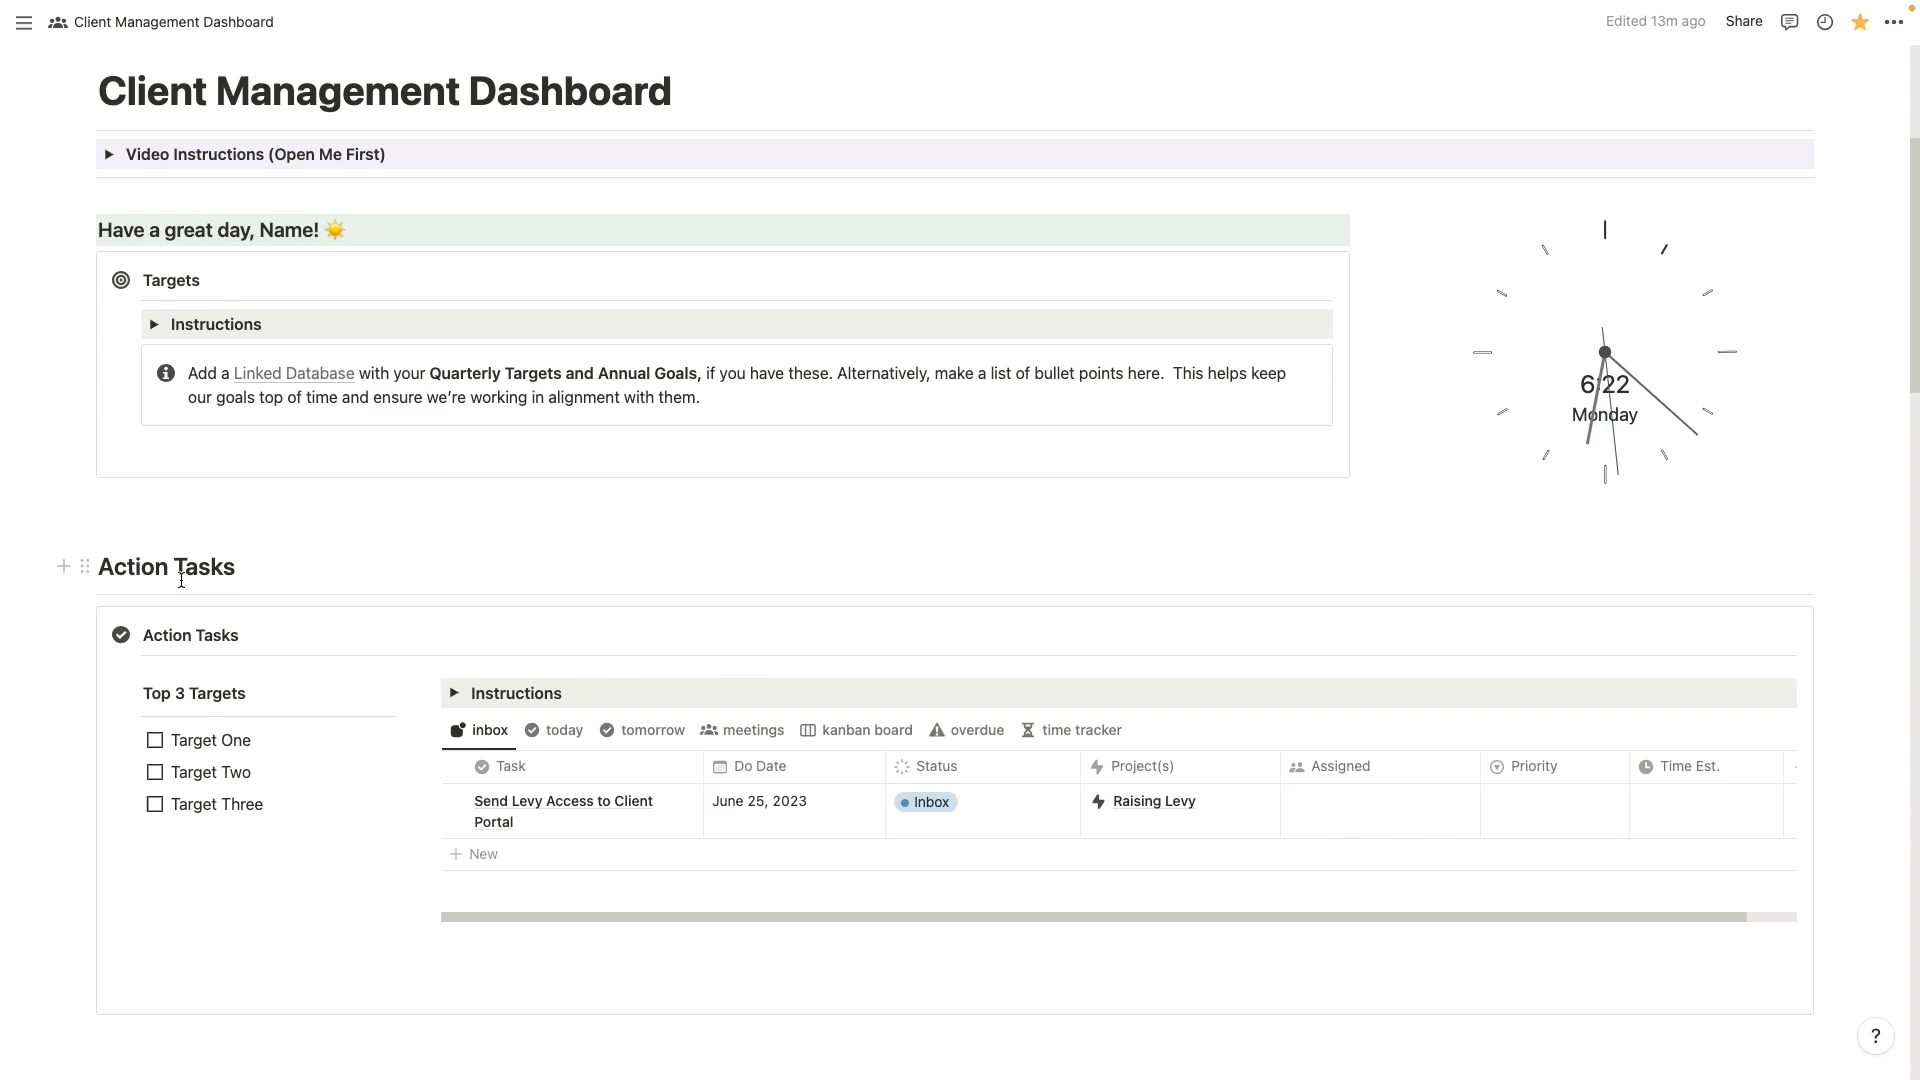 Client Management Dashboard
Edited 13m ago
Share
Client Management Dashboard
Video Instructions (Open Me First)
Have a great day, Name! ☀️
Targets
Instructions
Add a Linked Database with your Quarterly Targets and Annual Goals, if you have these. Alternatively, make a list of bullet points here.  This helps keep
our goals top of time and ensure we’re working in alignment with them.
6:22
Monday
Action Tasks
Action Tasks
Top 3 Targets
Target One
Target Two
Target Three
Instructions
inbox today tomorrow meetings kanban board overdue time tracker
Task Do Date Status Project(s) Assigned Priority Time Est.
Send Levy Access to Client June 25, 2023 Inbox Raising Levy
Portal
+ New
?